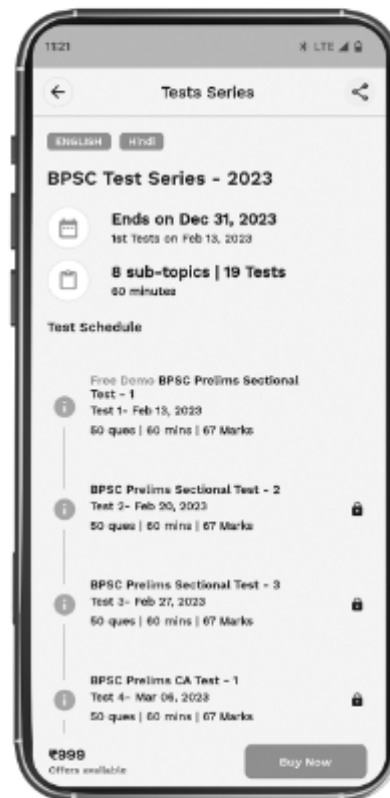 11:21
LTE
Tests Series
ENGLISH Hindi
BPSC Test Series - 2023
Ends on Dec 31, 2023
1st Tests on Feb 13, 2023
8 sub-topics | 19 Tests
60 minutes
Test Schedule
Free Demo BPSC Prelims Sectional
Test - 1
Test 1- Feb 13, 2023
50 ques | 60 mins | 67 Marks
BPSC Prelims Sectional Test - 2
Test 2- Feb 20, 2023
50 ques | 60 mins | 67 Marks
BPSC Prelims Sectional Test - 3
Test 3- Feb 27, 2023
50 ques | 60 mins | 67 Marks
BPSC Prelims CA Test - 1
Test 4- Mar 06, 2023
50 ques | 60 mins | 67 Marks
₹999
Offers available
Buy Now